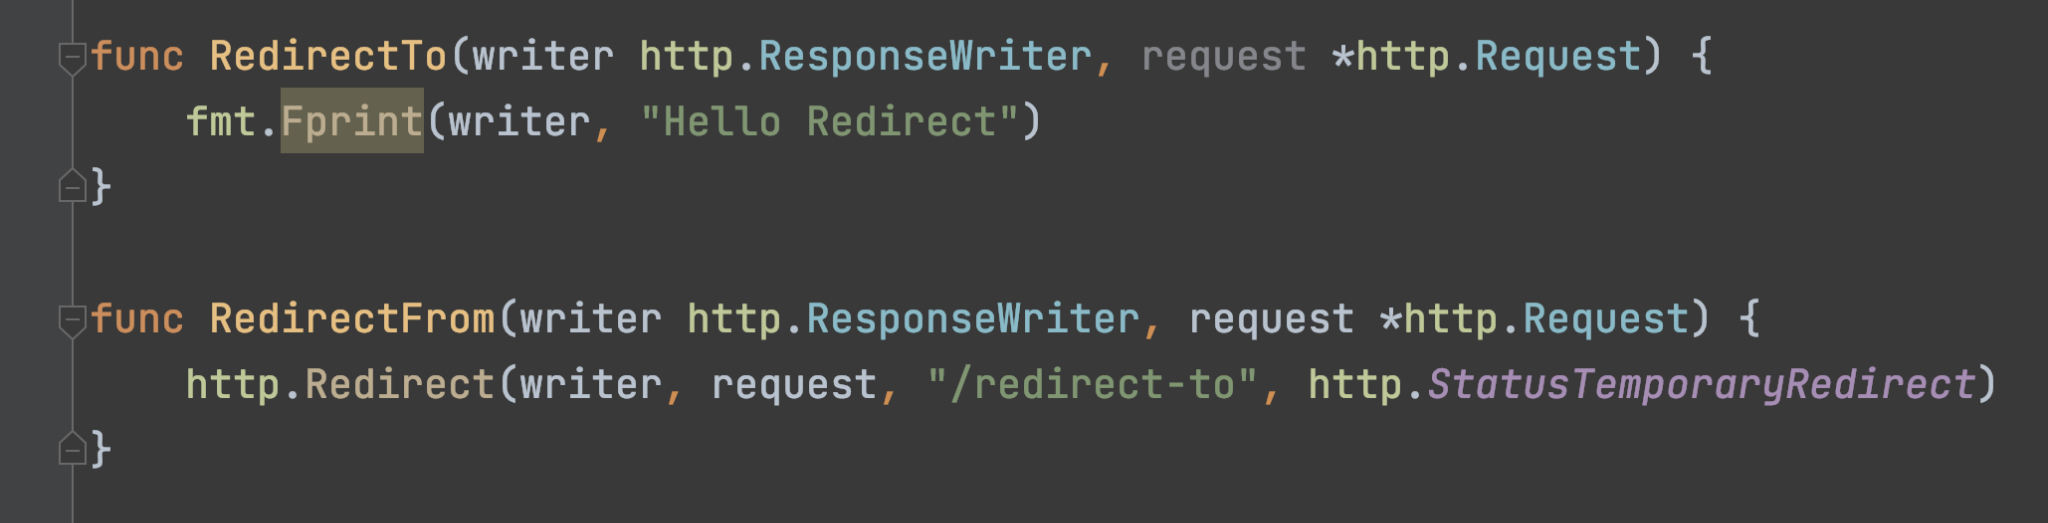 func RedirectTo(writer http.ResponseWriter, request *http.Request) {
    fmt.Fprint(writer, "Hello Redirect")
}
func RedirectFrom(writer http.ResponseWriter, request *http.Request) {
    http.Redirect(writer, request, "/redirect-to", http.StatusTemporaryRedirect)
}